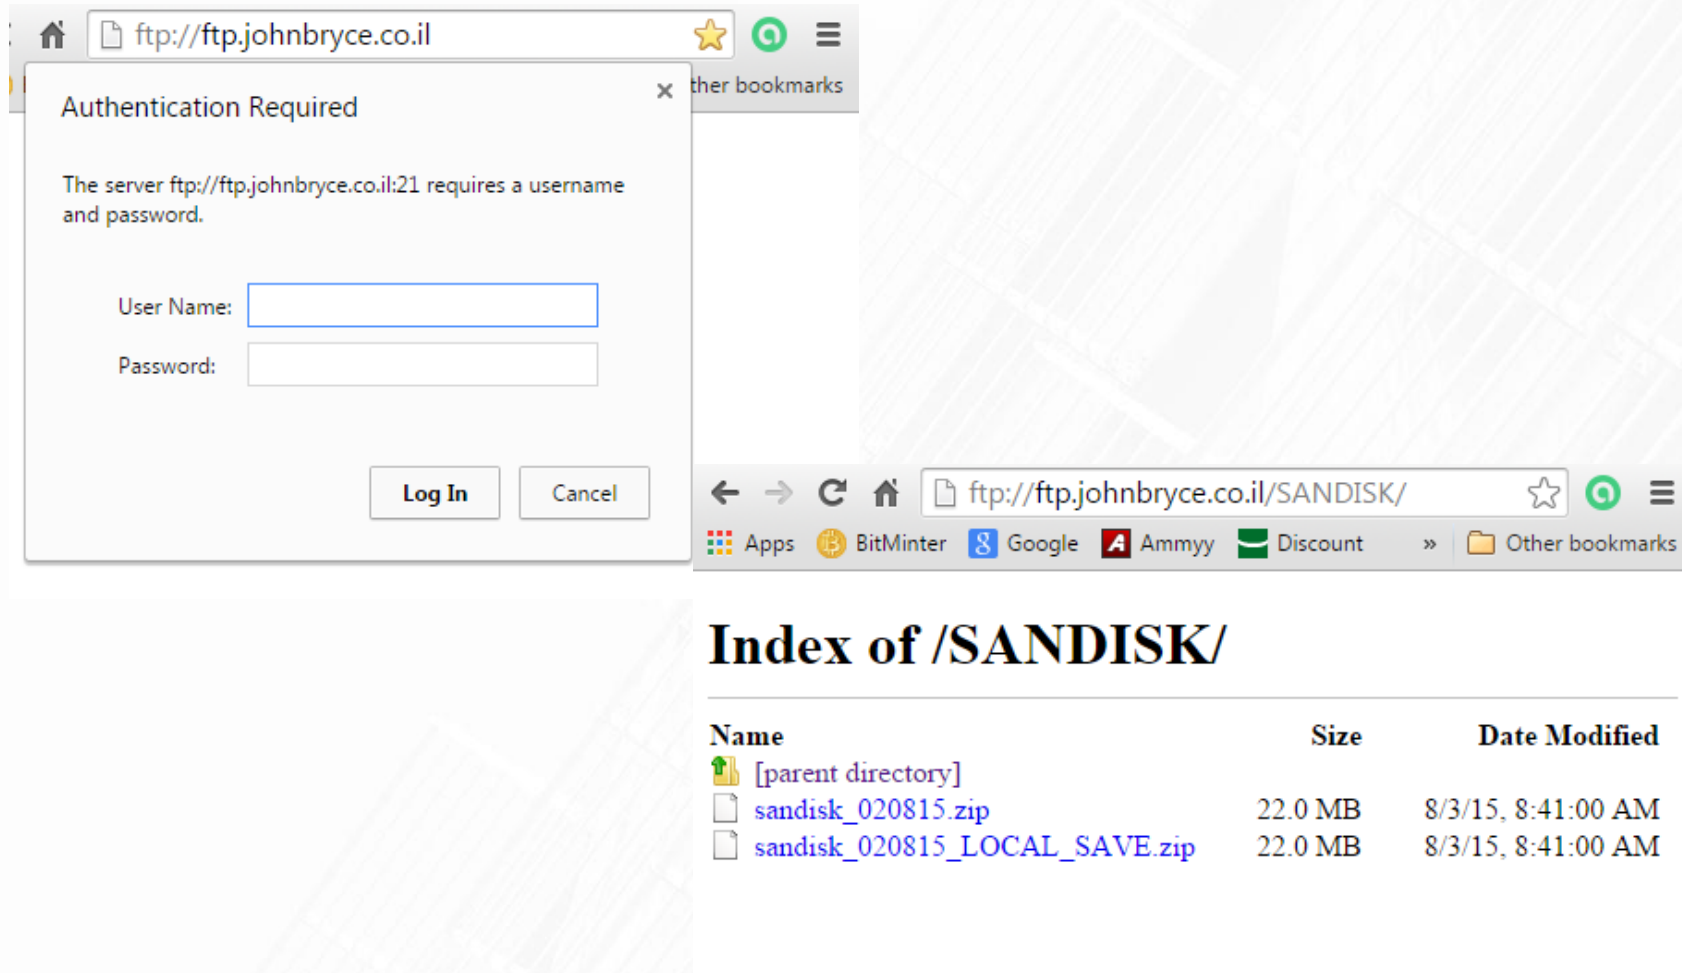 ftp://ftp.johnbryce.co.il
ther bookmarks
Authentication Required
The server ftp://ftp.johnbryce.co.il:21 requires a username
and password.
User Name:
Password:
Log In Cancel
ftp://ftp.johnbryce.co.il/SANDISK/
Apps BitMinter Google Ammyy Discount » Other bookmarks
Index of /SANDISK/
Name Size Date Modified
[parent directory]
sandisk_020815.zip 22.0 MB 8/3/15, 8:41:00 AM
sandisk_020815_LOCAL_SAVE.zip 22.0 MB 8/3/15, 8:41:00 AM